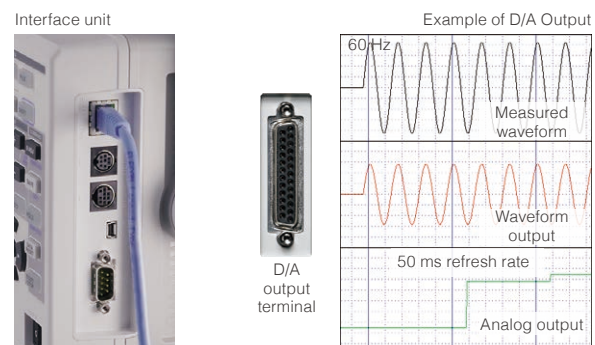 Interface unit
Example of D/A Output
60 Hz
Measured
waveform
Waveform
output
D/A
output
terminal
50 ms refresh rate
Analog output